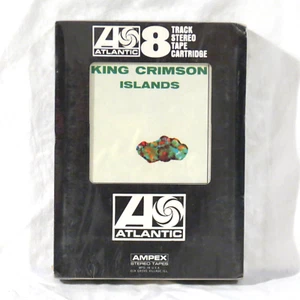 8 TRACK
STEREO
TAPE
CARTRIDGE
ATLANTIC
KING CRIMSON
ISLANDS
ATLANTIC
AMPEX
STEREO TAPES